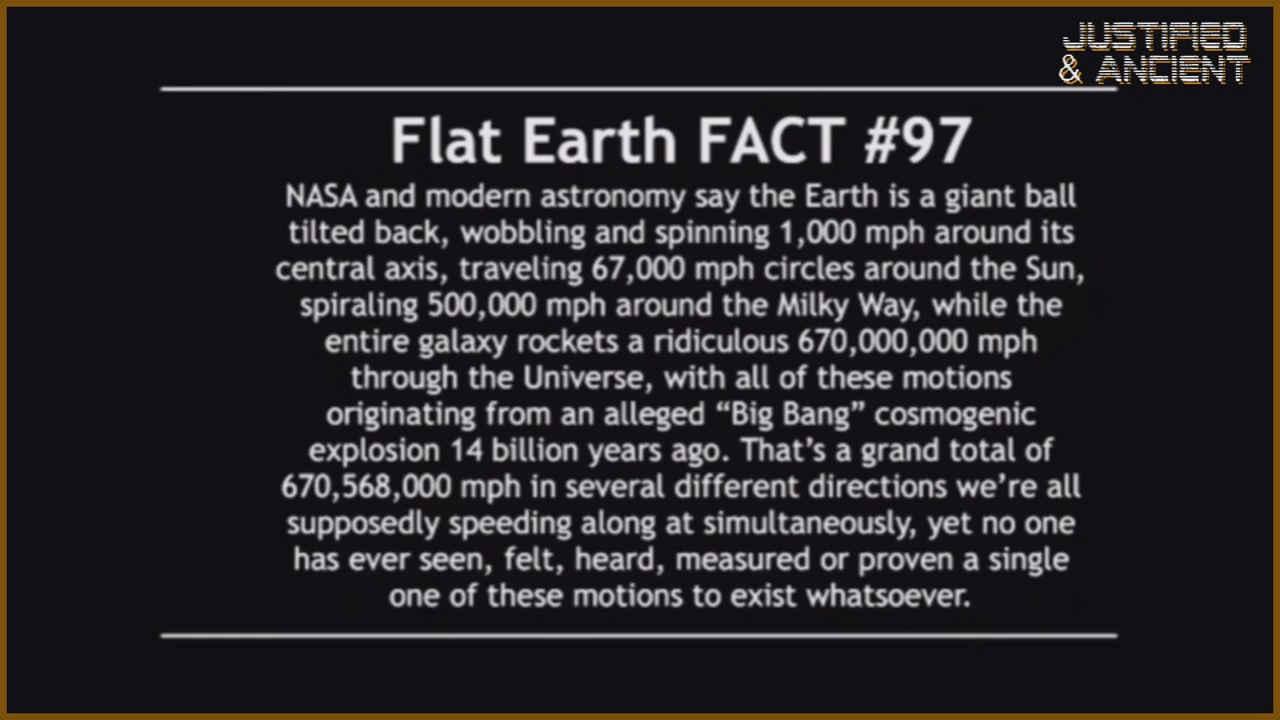 JUSTIFIED
& ANCIENT
Flat Earth FACT #97
NASA and modern astronomy say the Earth is a giant ball
tilted back, wobbling and spinning 1,000 mph around its
central axis, traveling 67,000 mph circles around the Sun,
spiraling 500,000 mph around the Milky Way, while the
entire galaxy rockets a ridiculous 670,000,000 mph
through the Universe, with all of these motions
originating from an alleged “Big Bang” cosmogenic
explosion 14 billion years ago. That’s a grand total of
670,568,000 mph in several different directions we’re all
supposedly speeding along at simultaneously, yet no one
has ever seen, felt, heard, measured or proven a single
one of these motions to exist whatsoever.